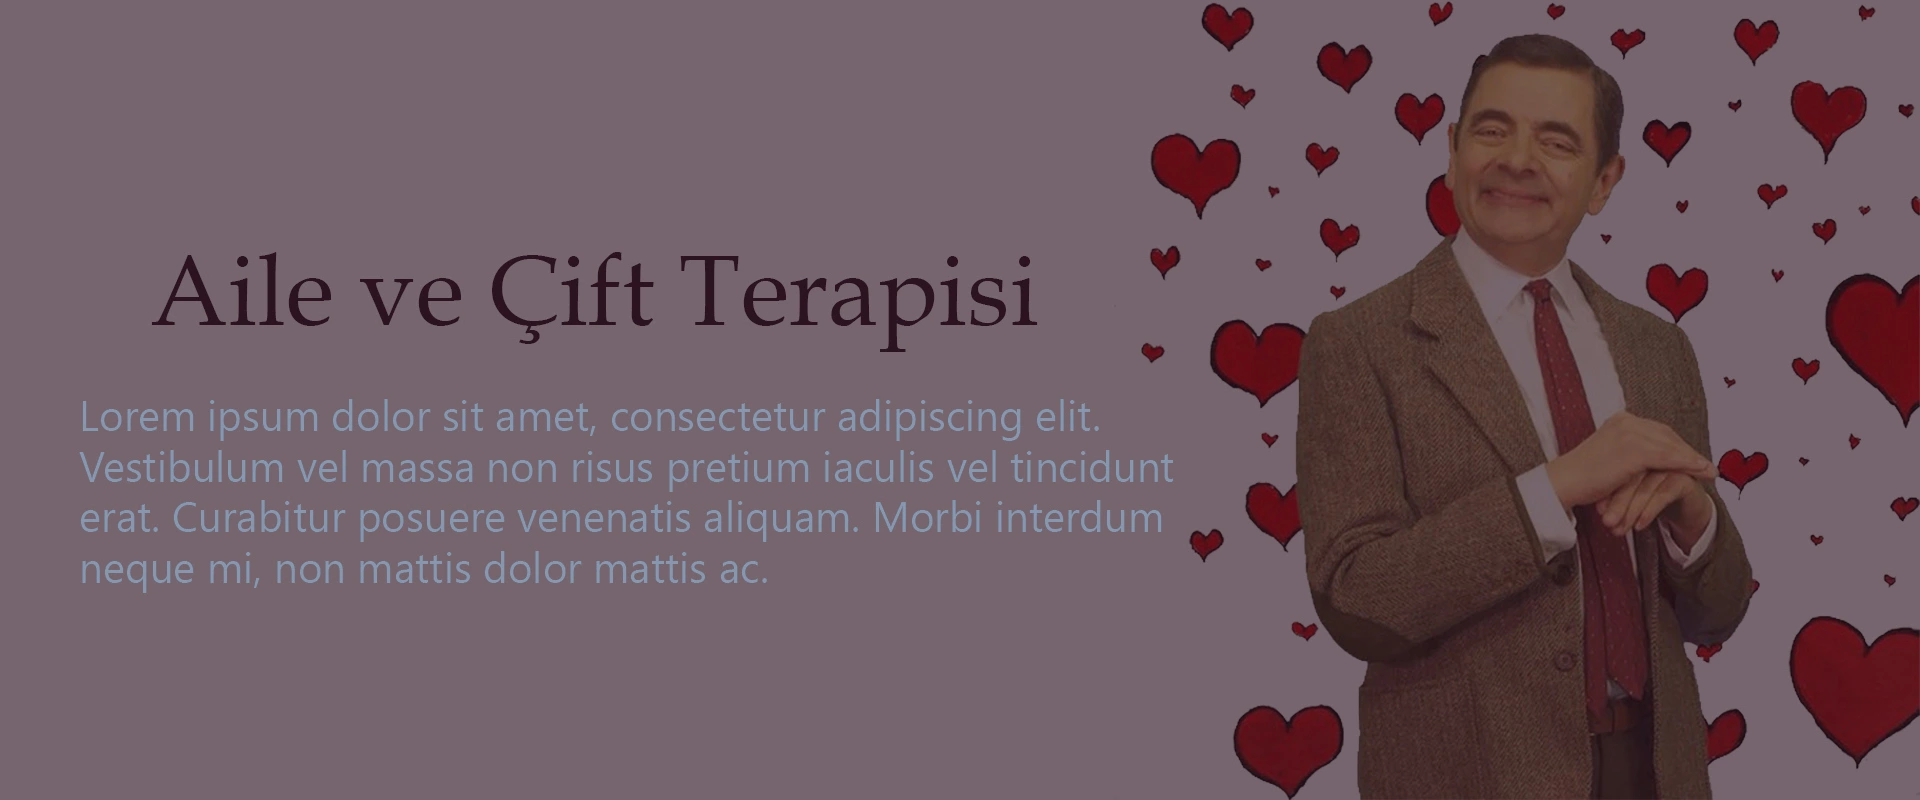 Aile ve Çift Terapisi
Lorem ipsum dolor sit amet, consectetur adipiscing elit.
Vestibulum vel massa non risus pretium iaculis vel tincidunt
erat. Curabitur posuere venenatis aliquam. Morbi interdum
neque mi, non mattis dolor mattis ac.